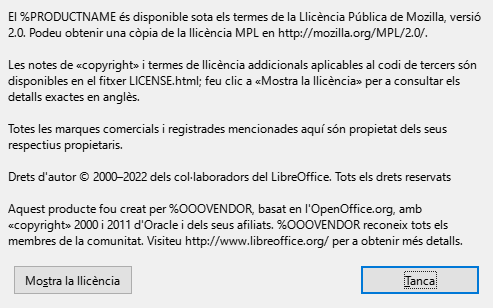 El %PRODUCTNAME és disponible sota els termes de la Llicència Pública de Mozilla, versió
2.0. Podeu obtenir una còpia de la llicència MPL en http://mozilla.org/MPL/2.0/.
Les notes de «copyright» i termes de llicència addicionals aplicables al codi de tercers són
disponibles en el fitxer LICENSE.html; feu clic a «Mostra la llicència» per a consultar els
detalls exactes en anglès.
Totes les marques comercials i registrades mencionades aquí són propietat dels seus
respectius propietaris.
Drets d'autor © 2000–2022 dels col·laboradors del LibreOffice. Tots els drets reservats
Aquest producte fou creat per %OOOVENDOR, basat en l'OpenOffice.org, amb
«copyright» 2000 i 2011 d'Oracle i dels seus afiliats. %OOOVENDOR reconeix tots els
membres de la comunitat. Visiteu http://www.libreoffice.org/ per a obtenir més detalls.
Mostra la llicència
Tanca